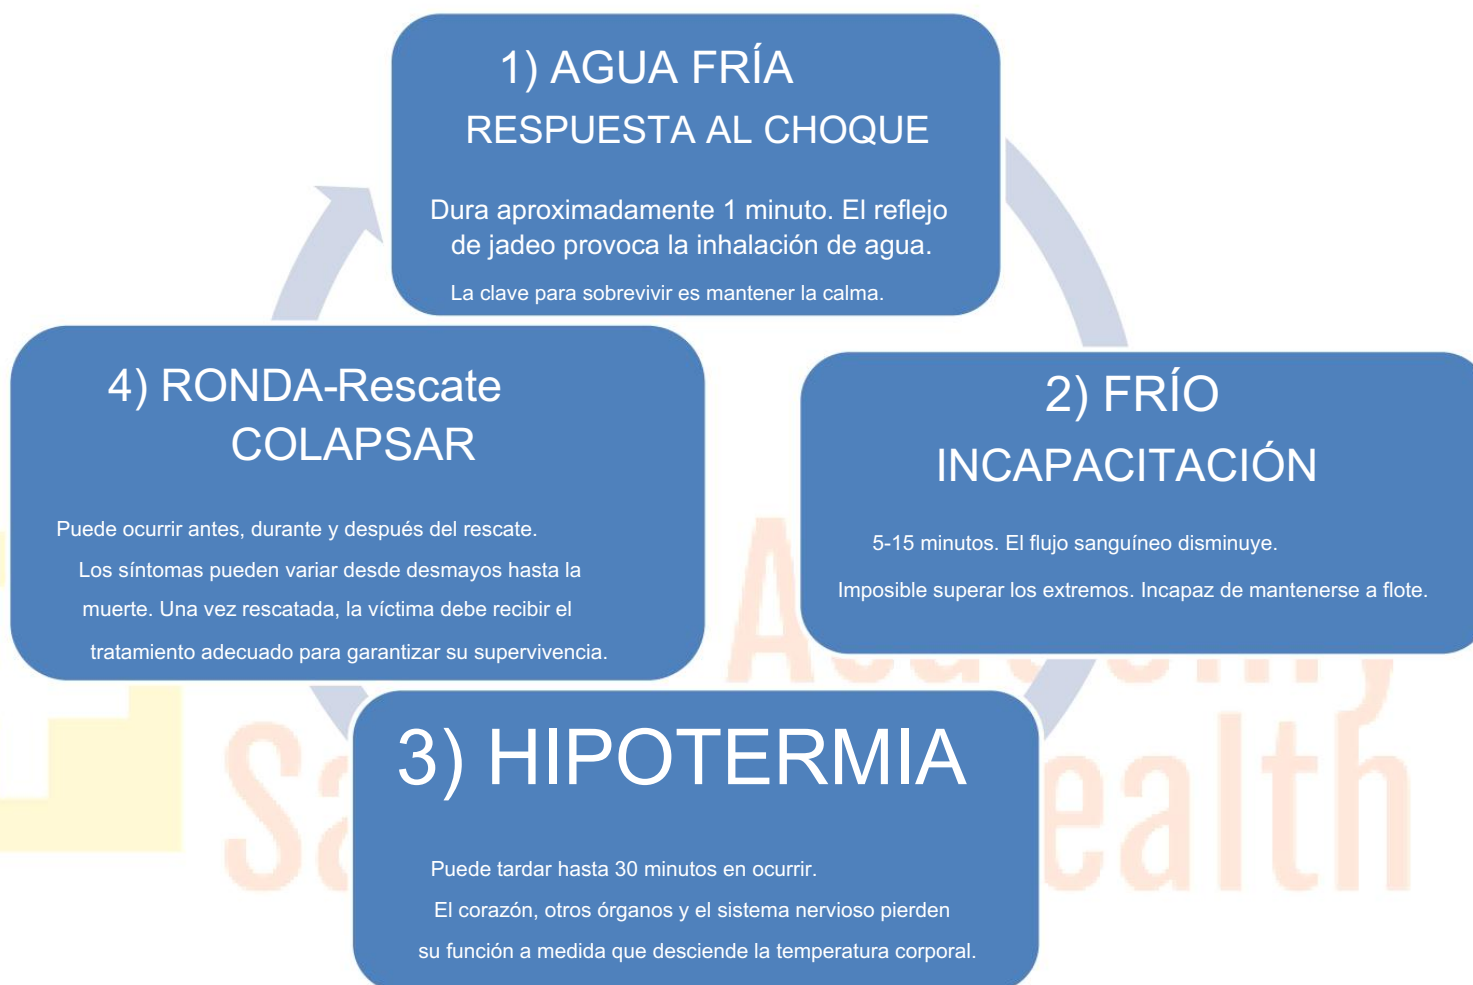 1) AGUA FRÍA
RESPUESTA AL CHOQUE
Dura aproximadamente 1 minuto. El reflejo
de jadeo provoca la inhalación de agua.
La clave para sobrevivir es mantener la calma.
2) FRÍO
INCAPACITACIÓN
5-15 minutos. El flujo sanguíneo disminuye.
Imposible superar los extremos. Incapaz de mantenerse a flote.
3) HIPOTERMIA
Puede tardar hasta 30 minutos en ocurrir.
El corazón, otros órganos y el sistema nervioso pierden
su función a medida que desciende la temperatura corporal.
4) RONDA-Rescate
COLAPSAR
Puede ocurrir antes, durante y después del rescate.
Los síntomas pueden variar desde desmayos hasta la
muerte. Una vez rescatada, la víctima debe recibir el
tratamiento adecuado para garantizar su supervivencia.